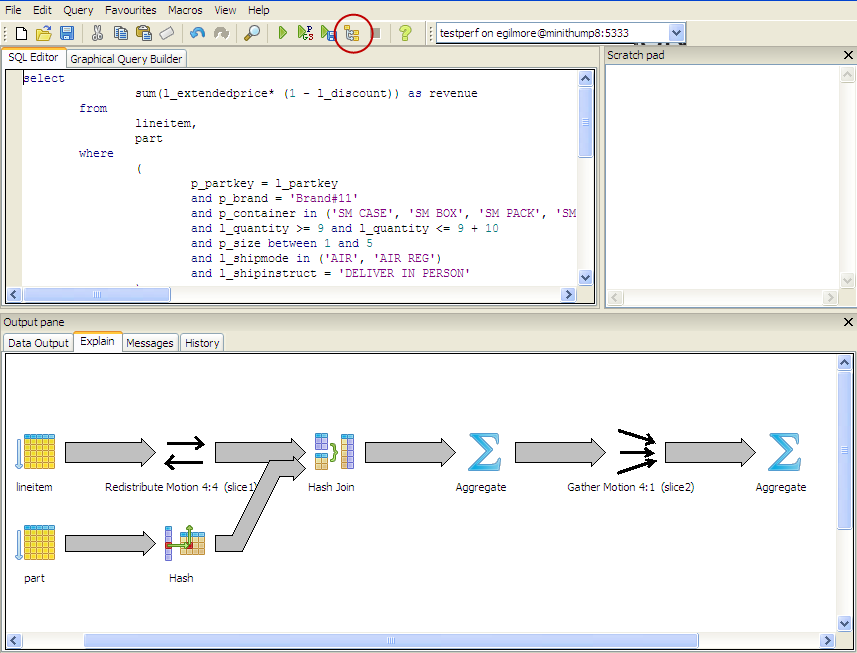 File Edit Query Favourites Macros View Help
testperf on egilmore@minithump8:5333
SQL Editor Graphical Query Builder
select
sum(l_extendedprice* (1 - l_discount)) as revenue
from
lineitem,
part
where
(
p_partkey = l_partkey
and p_brand = 'Brand#11'
and p_container in ('SM CASE', 'SM BOX', 'SM PACK', 'SM
and l_quantity >= 9 and l_quantity <= 9 + 10
and p_size between 1 and 5
and l_shipmode in ('AIR', 'AIR REG')
and l_shipinstruct = 'DELIVER IN PERSON'
Scratch pad
Output pane
Data Output Explain Messages History
lineitem Redistribute Motion 4:4 (slice1) Hash Join Aggregate Gather Motion 4:1 (slice2) Aggregate
part Hash